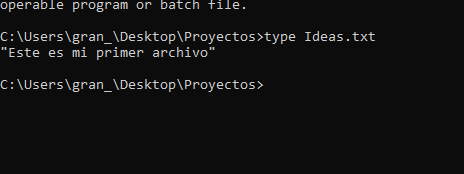 operable program or batch file.
C:\Users\gran_\Desktop\Proyectos>type Ideas.txt
"Este es mi primer archivo"
C:\Users\gran_\Desktop\Proyectos>